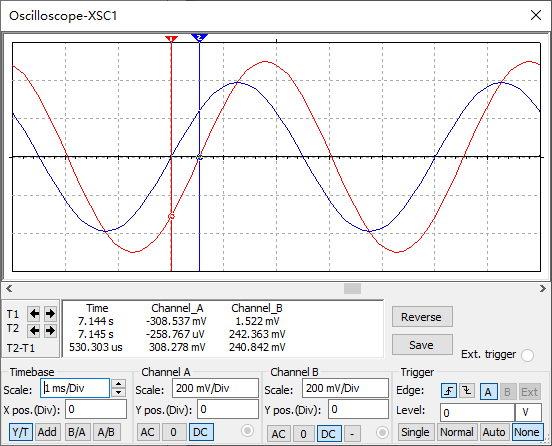 Oscilloscope-XSC1
1 2
T1
T2
T2-T1
Time Channel_A Channel_B
7.144 s -308.537 mV 1.522 mV
7.145 s -258.767 uV 242.363 mV
530.303 us 308.278 mV 240.842 mV
Reverse
Save
Ext. trigger
Timebase
Scale: 1 ms/Div
X pos.(Div): 0
Y/T Add B/A A/B
Channel A
Scale: 200 mV/Div
Y pos.(Div): 0
AC 0 DC
Channel B
Scale: 200 mV/Div
Y pos.(Div): 0
AC 0 DC -
Trigger
Edge: A B Ext
Level: 0 V
Single Normal Auto None